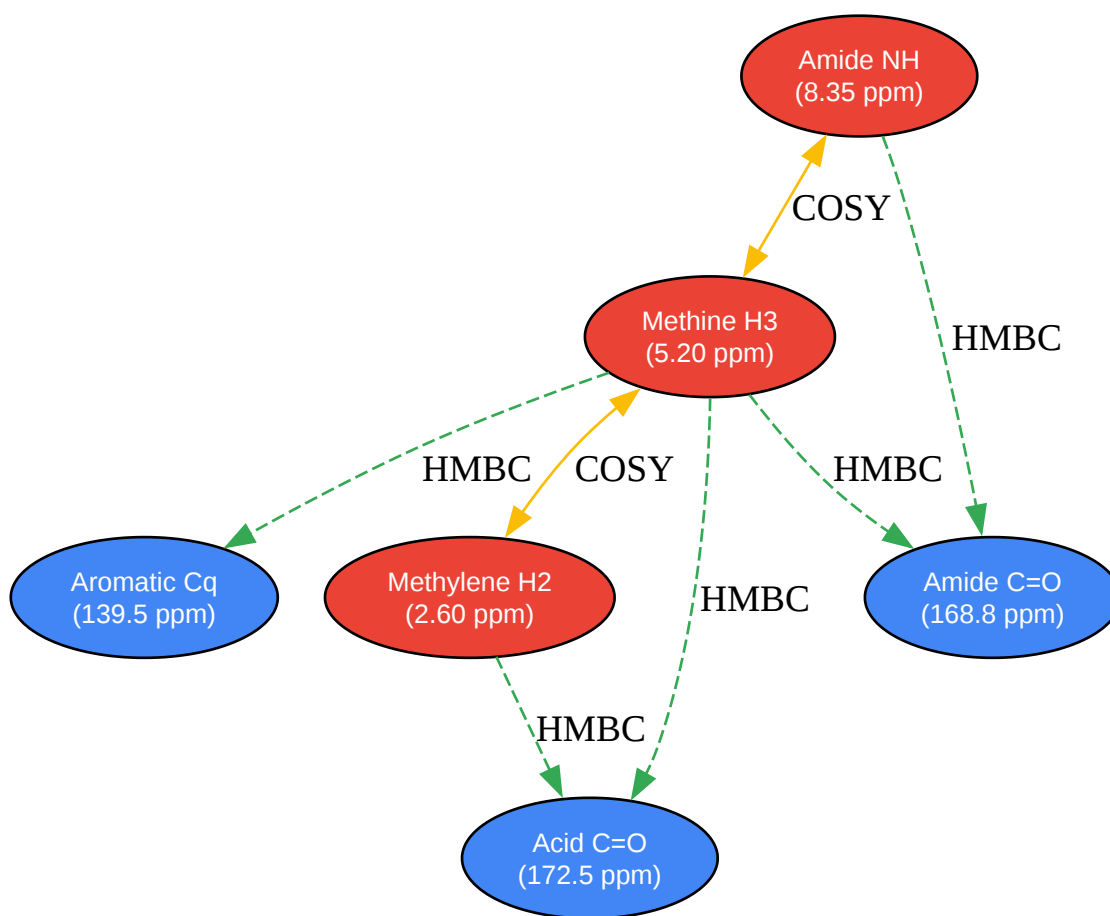 Amide NH
(8.35 ppm)
COSY
Methine H3
(5.20 ppm)
HMBC
HMBC
COSY
HMBC
HMBC
Aromatic Cq
(139.5 ppm)
Methylene H2
(2.60 ppm)
Amide C=O
(168.8 ppm)
HMBC
Acid C=O
(172.5 ppm)